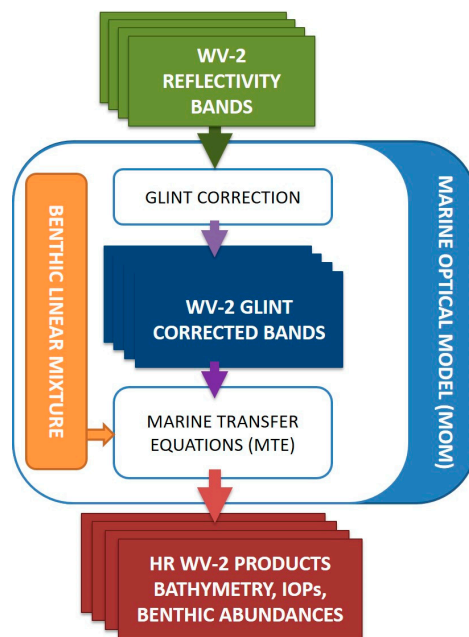 WV-2
REFLECTIVITY
BANDS
BENTHIC LINEAR MIXTURE
GLINT CORRECTION
WV-2 GLINT
CORRECTED BANDS
MARINE TRANSFER
EQUATIONS (MTE)
MARINE OPTICAL MODEL (MOM)
HR WV-2 PRODUCTS
BATHYMETRY, IOPs,
BENTHIC ABUNDANCES